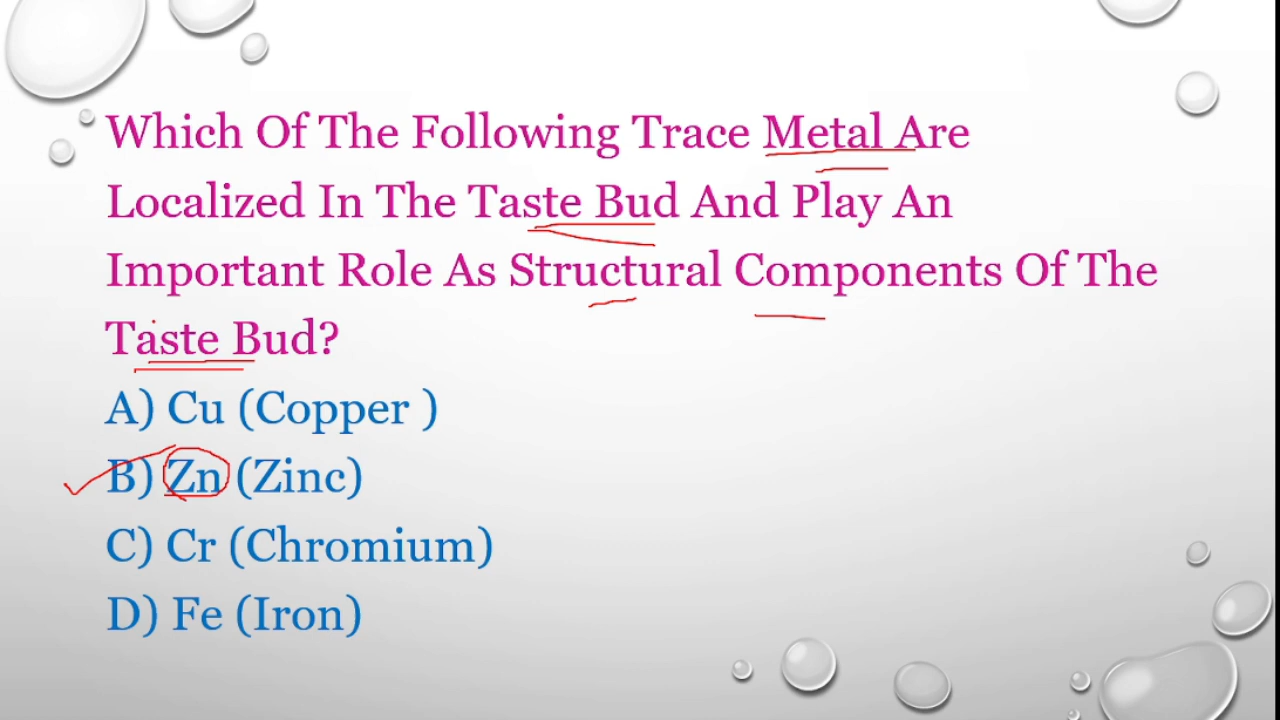 Which Of The Following Trace Metal Are
Localized In The Taste Bud And Play An
Important Role As Structural Components Of The
Taste Bud?
A) Cu (Copper )
B) Zn (Zinc)
C) Cr (Chromium)
D) Fe (Iron)